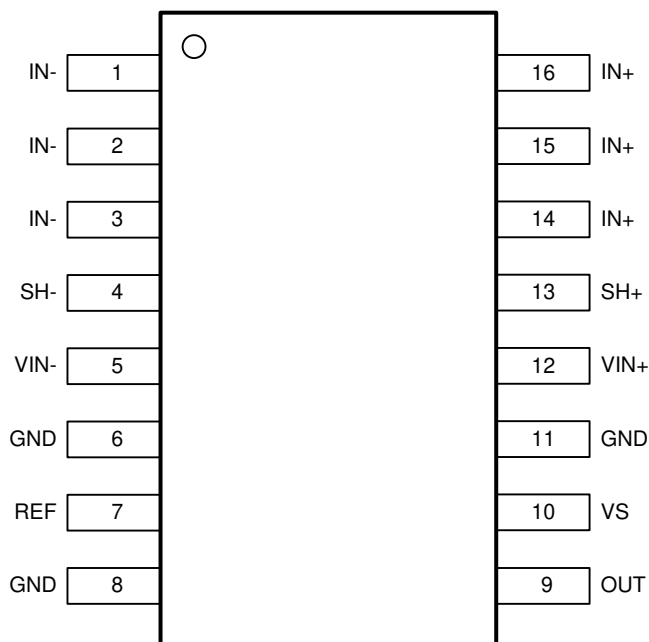 IN- 1 16 IN+
IN- 2 15 IN+
IN- 3 14 IN+
SH- 4 13 SH+
VIN- 5 12 VIN+
GND 6 11 GND
REF 7 10 VS
GND 8 9 OUT